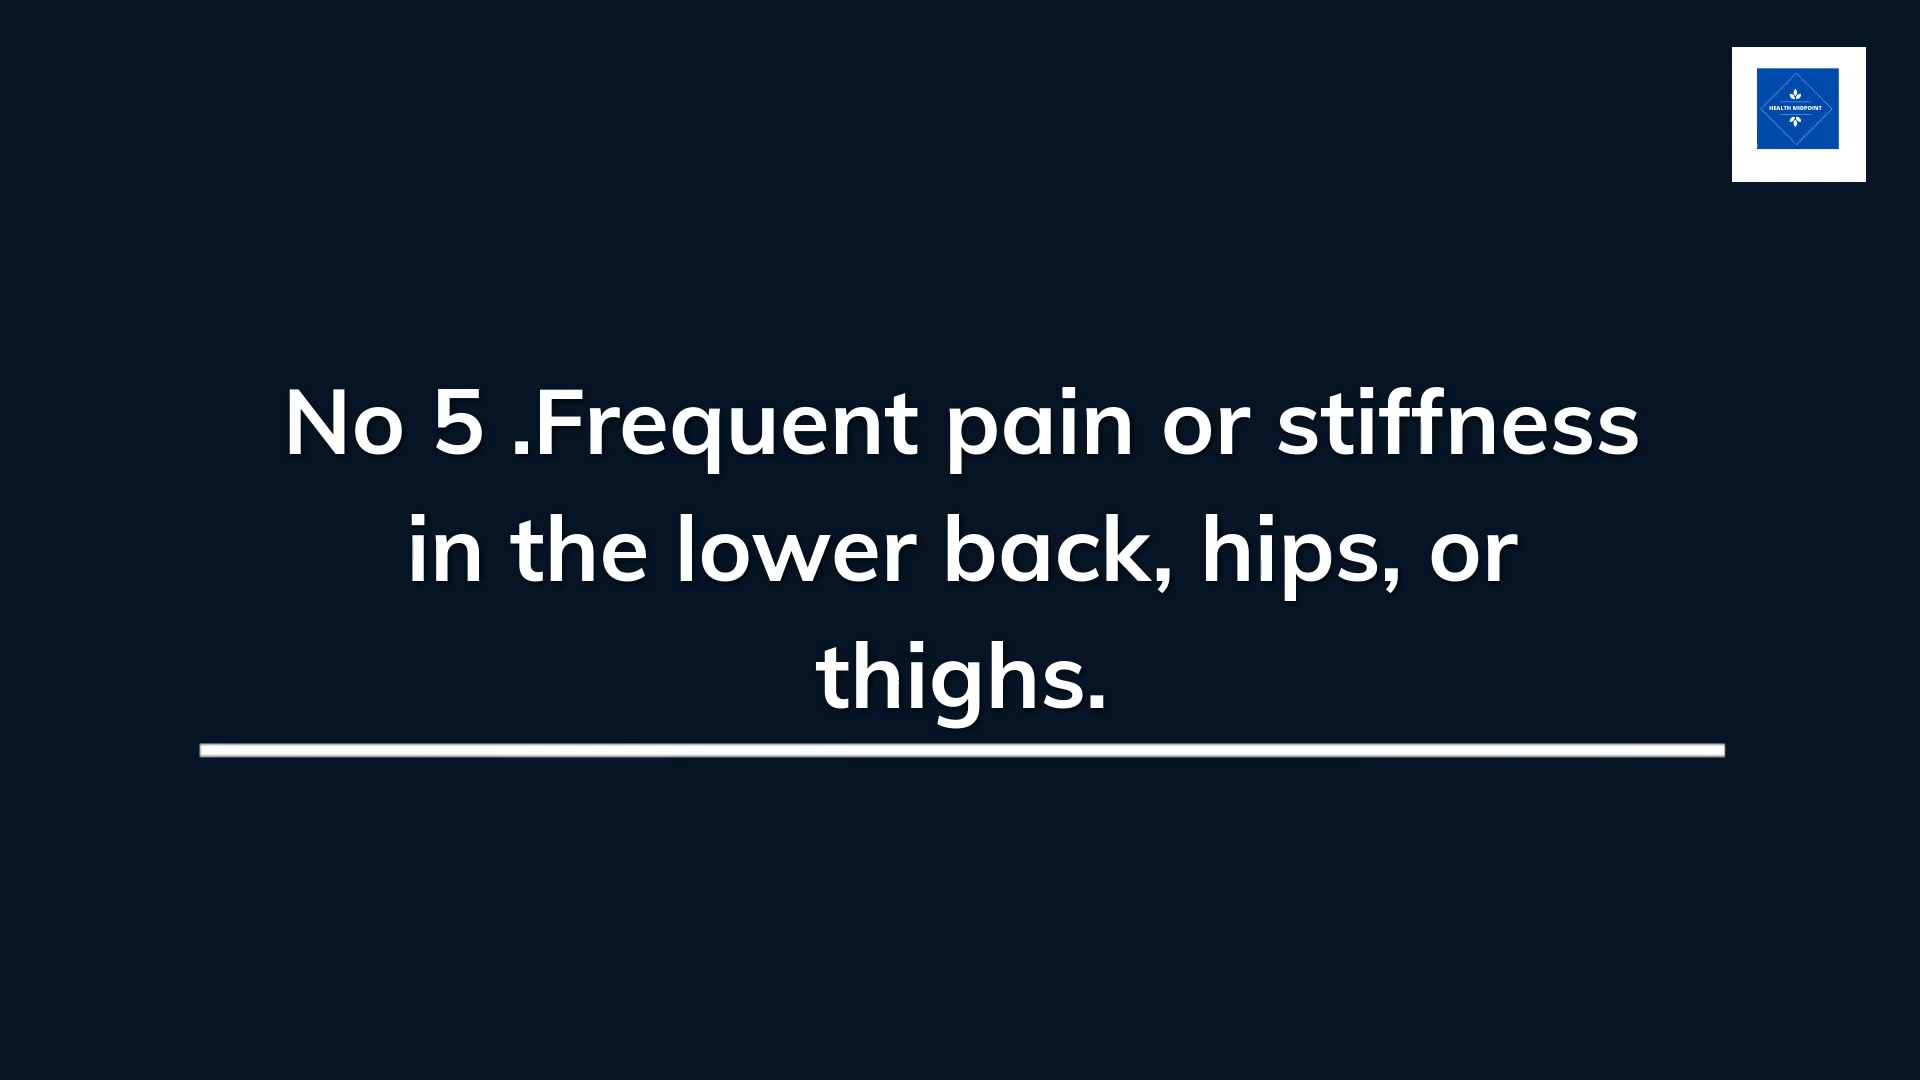 HEALTH MIDPOINT
No 5 .Frequent pain or stiffness
in the lower back, hips, or
thighs.